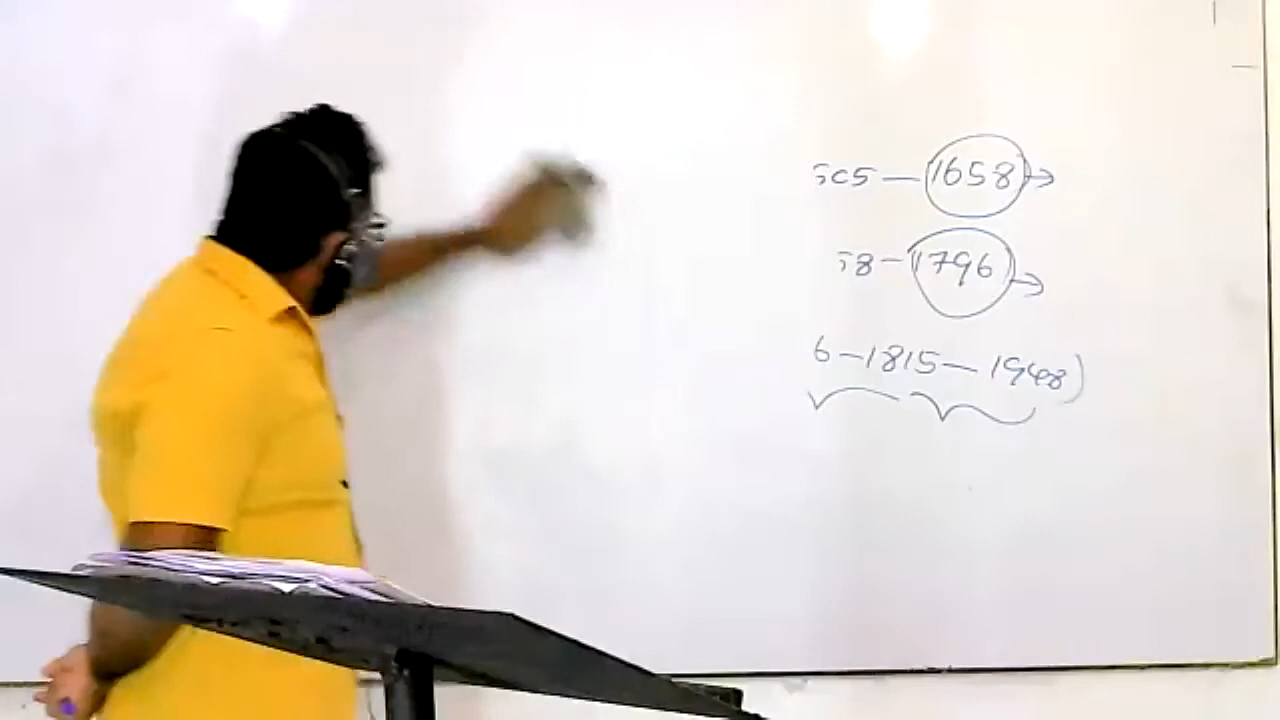 505 — 1658 →
58 — 1796 →
6 — 1815 — 1948)